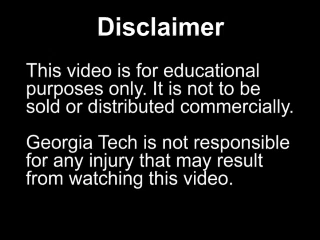 Disclaimer
This video is for educational
purposes only. It is not to be
sold or distributed commercially.
Georgia Tech is not responsible
for any injury that may result
from watching this video.